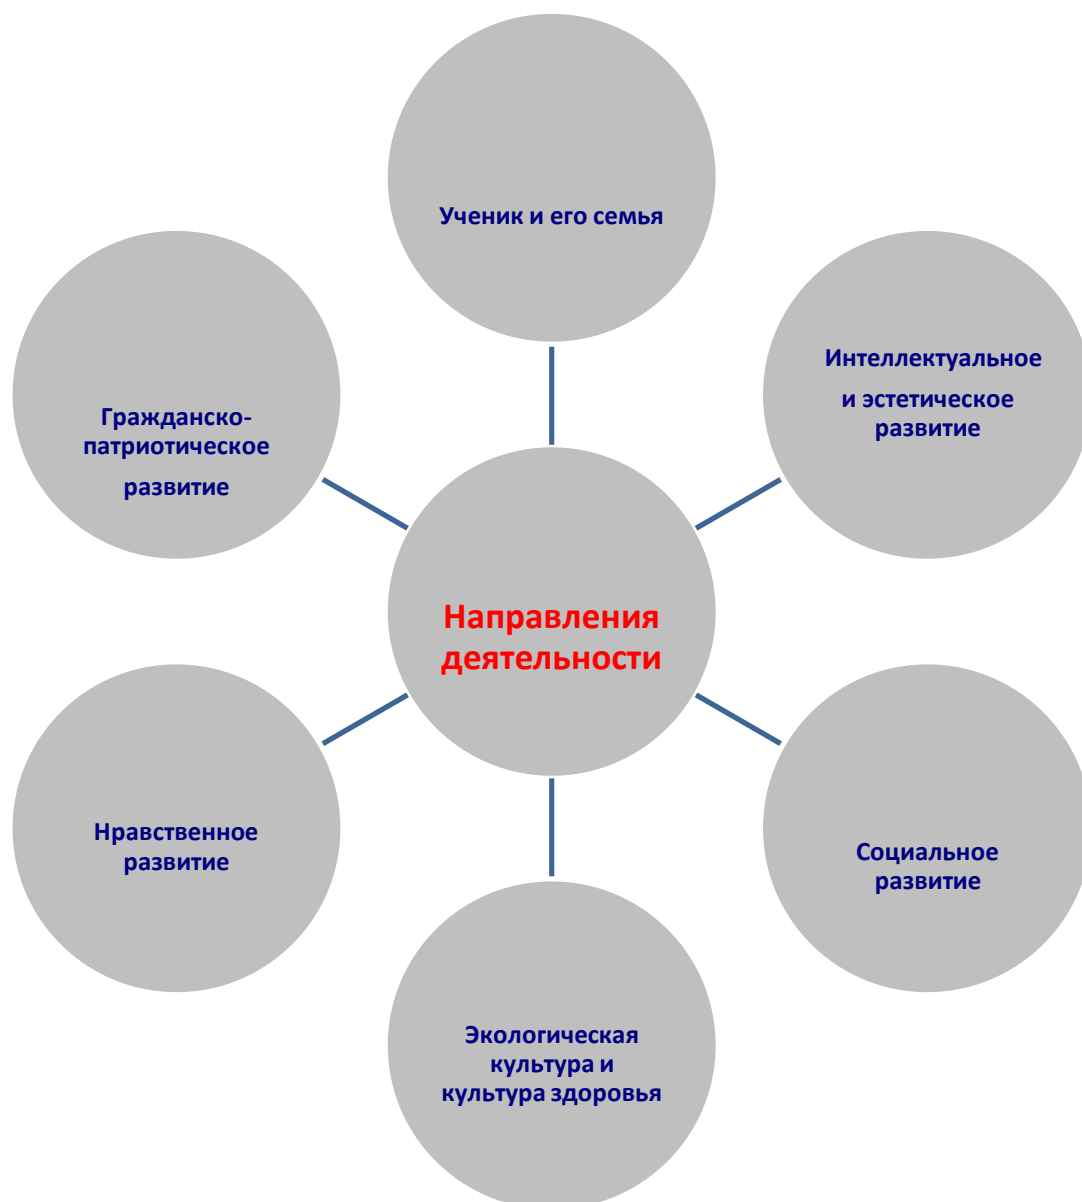 Ученик и его семья
Интеллектуальное
и эстетическое
развитие
Гражданско-
патриотическое
развитие
Направления
деятельности
Нравственное
развитие
Социальное
развитие
Экологическая
культура и
культура здоровья